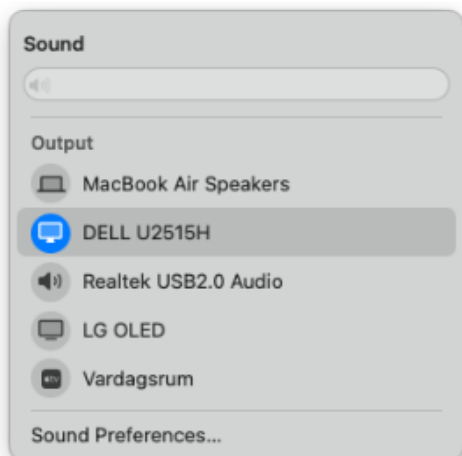 Sound
Output
MacBook Air Speakers
DELL U2515H
Realtek USB2.0 Audio
LG OLED
Vardagsrum
Sound Preferences...